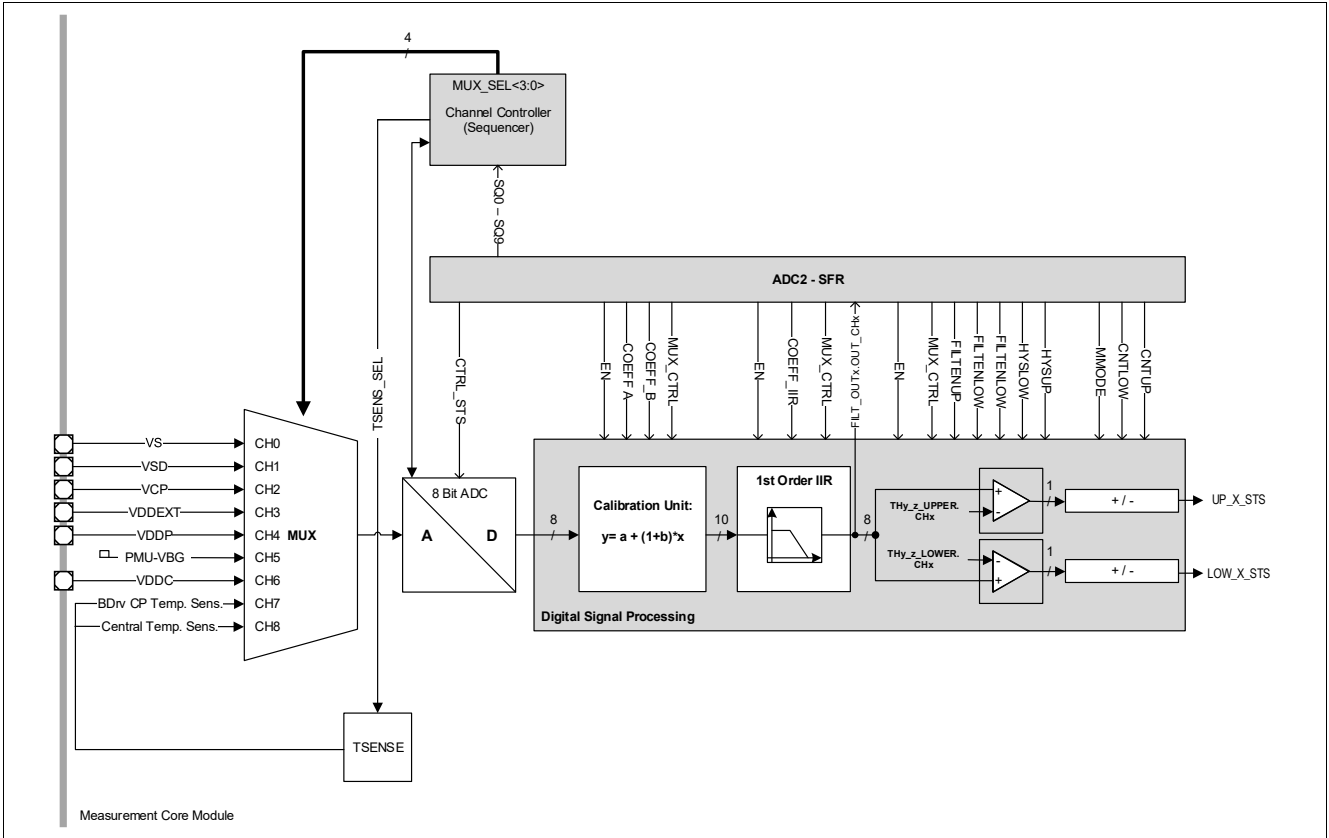 4
MUX_SEL<3:0>
Channel Controller
(Sequencer)
SQ0 – SQ9
ADC2 - SFR
TSENS_SEL
CTRL_STS
EN
COEFF A
COEFF_B
MUX_CTRL
EN
COEFF_IIR
MUX_CTRL
FILT_OUTx.OUT_CHx
EN
MUX_CTRL
FILTENUP
FILTENLOW
FILTENLOW
HYSLOW
HYSUP
MMODE
CNTLOW
CNTUP
VS
CH0
VSD
CH1
VCP
CH2
VDDEXT
CH3
VDDP
CH4
MUX
PMU-VBG
CH5
VDDC
CH6
BDrv CP Temp. Sens.
CH7
Central Temp. Sens.
CH8
8 Bit ADC
A
D
8
Calibration Unit:
y= a + (1+b)*x
10
1st Order IIR
8
THy_z_UPPER.
CHx
+
-
1
+ / -
UP_X_STS
THy_z_LOWER.
CHx
-
+
1
+ / -
LOW_X_STS
Digital Signal Processing
TSENSE
Measurement Core Module